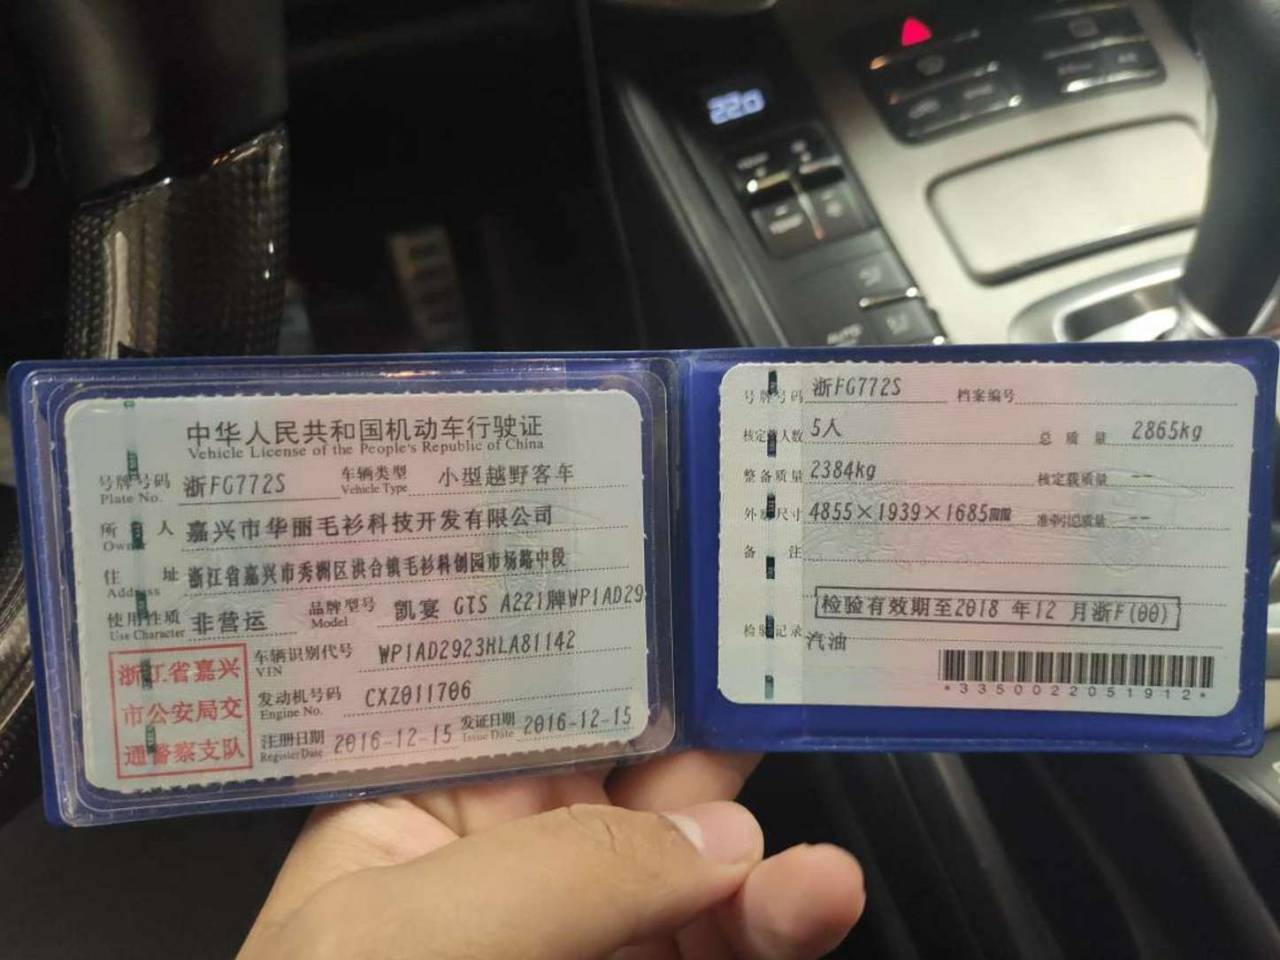 220
中华人民共和国机动车行驶证
Vehicle License of the People's Republic of China
号牌号码 浙FG772S 车辆类型 小型越野客车
Plate No. Vehicle Type
所有人 嘉兴市华丽毛衫科技开发有限公司
住址 浙江省嘉兴市秀洲区洪合镇毛衫科创园市场路中段
Address
使用性质 非营运 品牌型号 凯宴 GTS A221牌WP1AD29
Use Character Model
浙江省嘉兴
市公安局交
通警察支队
车辆识别代号 WP1AD2923HLA81142
VIN
发动机号码 CXZ011706
Engine No.
注册日期 2016-12-15 发证日期 2016-12-15
Register Date Issue Date
号牌号码 浙FG772S 档案编号
核定载人数 5人 总质量 2865kg
整备质量 2384kg 核定载质量 --
外廓尺寸 4855×1939×1685 准牵引总质量 --
备注
检验有效期至2018 年12 月浙F(00)
检验记录
汽油
*3350022051912*